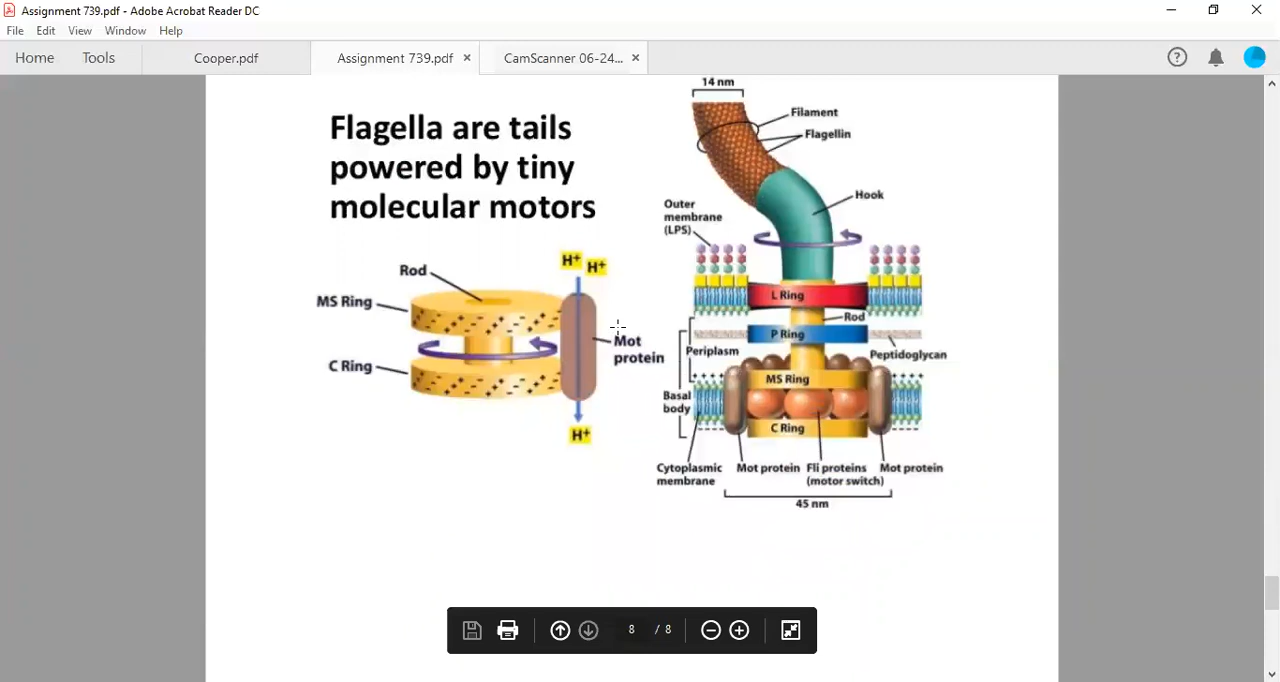 Assignment 739.pdf - Adobe Acrobat Reader DC
File Edit View Window Help
Home Tools Cooper.pdf Assignment 739.pdf × CamScanner 06-24... ×
Flagella are tails
powered by tiny
molecular motors
H+ H+
Rod
MS Ring
Mot
protein
C Ring
H+
14 nm
Filament
Flagellin
Hook
Outer
membrane
(LPS)
L Ring
Rod
P Ring
Periplasm
Peptidoglycan
MS Ring
Basal
body
C Ring
Cytoplasmic
membrane
Mot protein
Fli proteins
(motor switch)
Mot protein
45 nm
8 / 8